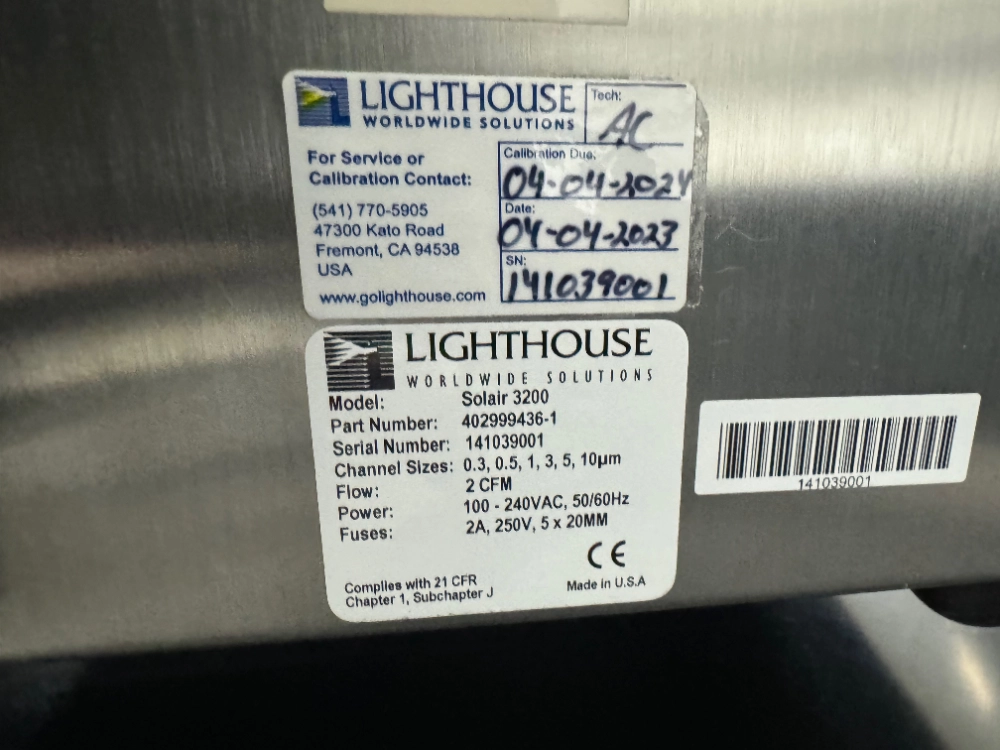 LIGHTHOUSE
WORLDWIDE SOLUTIONS
Tech:
AC
For Service or
Calibration Contact:
(541) 770-5905
47300 Kato Road
Fremont, CA 94538
USA
www.golighthouse.com
Calibration Due:
04-04-2024
Date:
04-04-2023
SN:
141039001
LIGHTHOUSE
WORLDWIDE SOLUTIONS
Model: Solair 3200
Part Number: 402999436-1
Serial Number: 141039001
Channel Sizes: 0.3, 0.5, 1, 3, 5, 10µm
Flow: 2 CFM
Power: 100 - 240VAC, 50/60Hz
Fuses: 2A, 250V, 5 x 20MM
CE
Complies with 21 CFR
Chapter 1, Subchapter J
Made in U.S.A
141039001